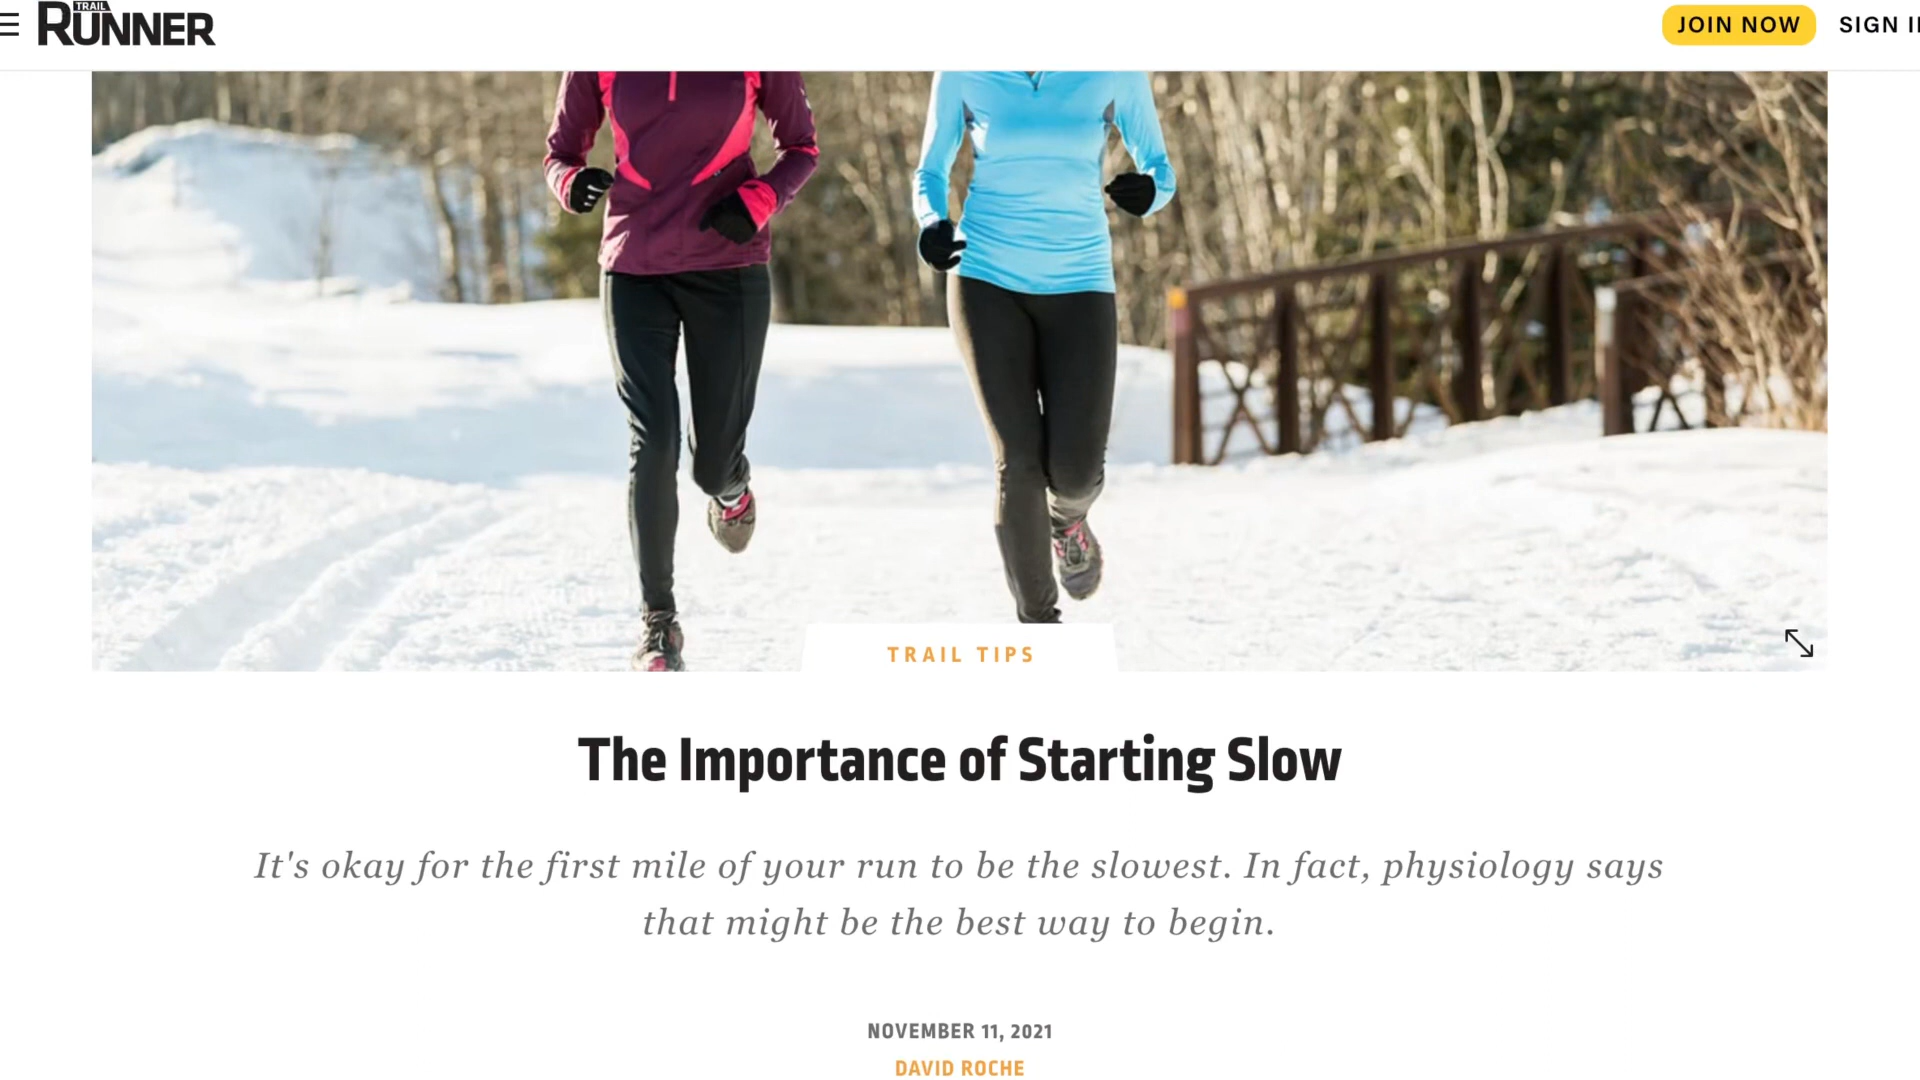 TRAIL
RUNNER
JOIN NOW
SIGN
TRAIL TIPS
The Importance of Starting Slow
It's okay for the first mile of your run to be the slowest. In fact, physiology says
that might be the best way to begin.
NOVEMBER 11, 2021
DAVID ROCHE